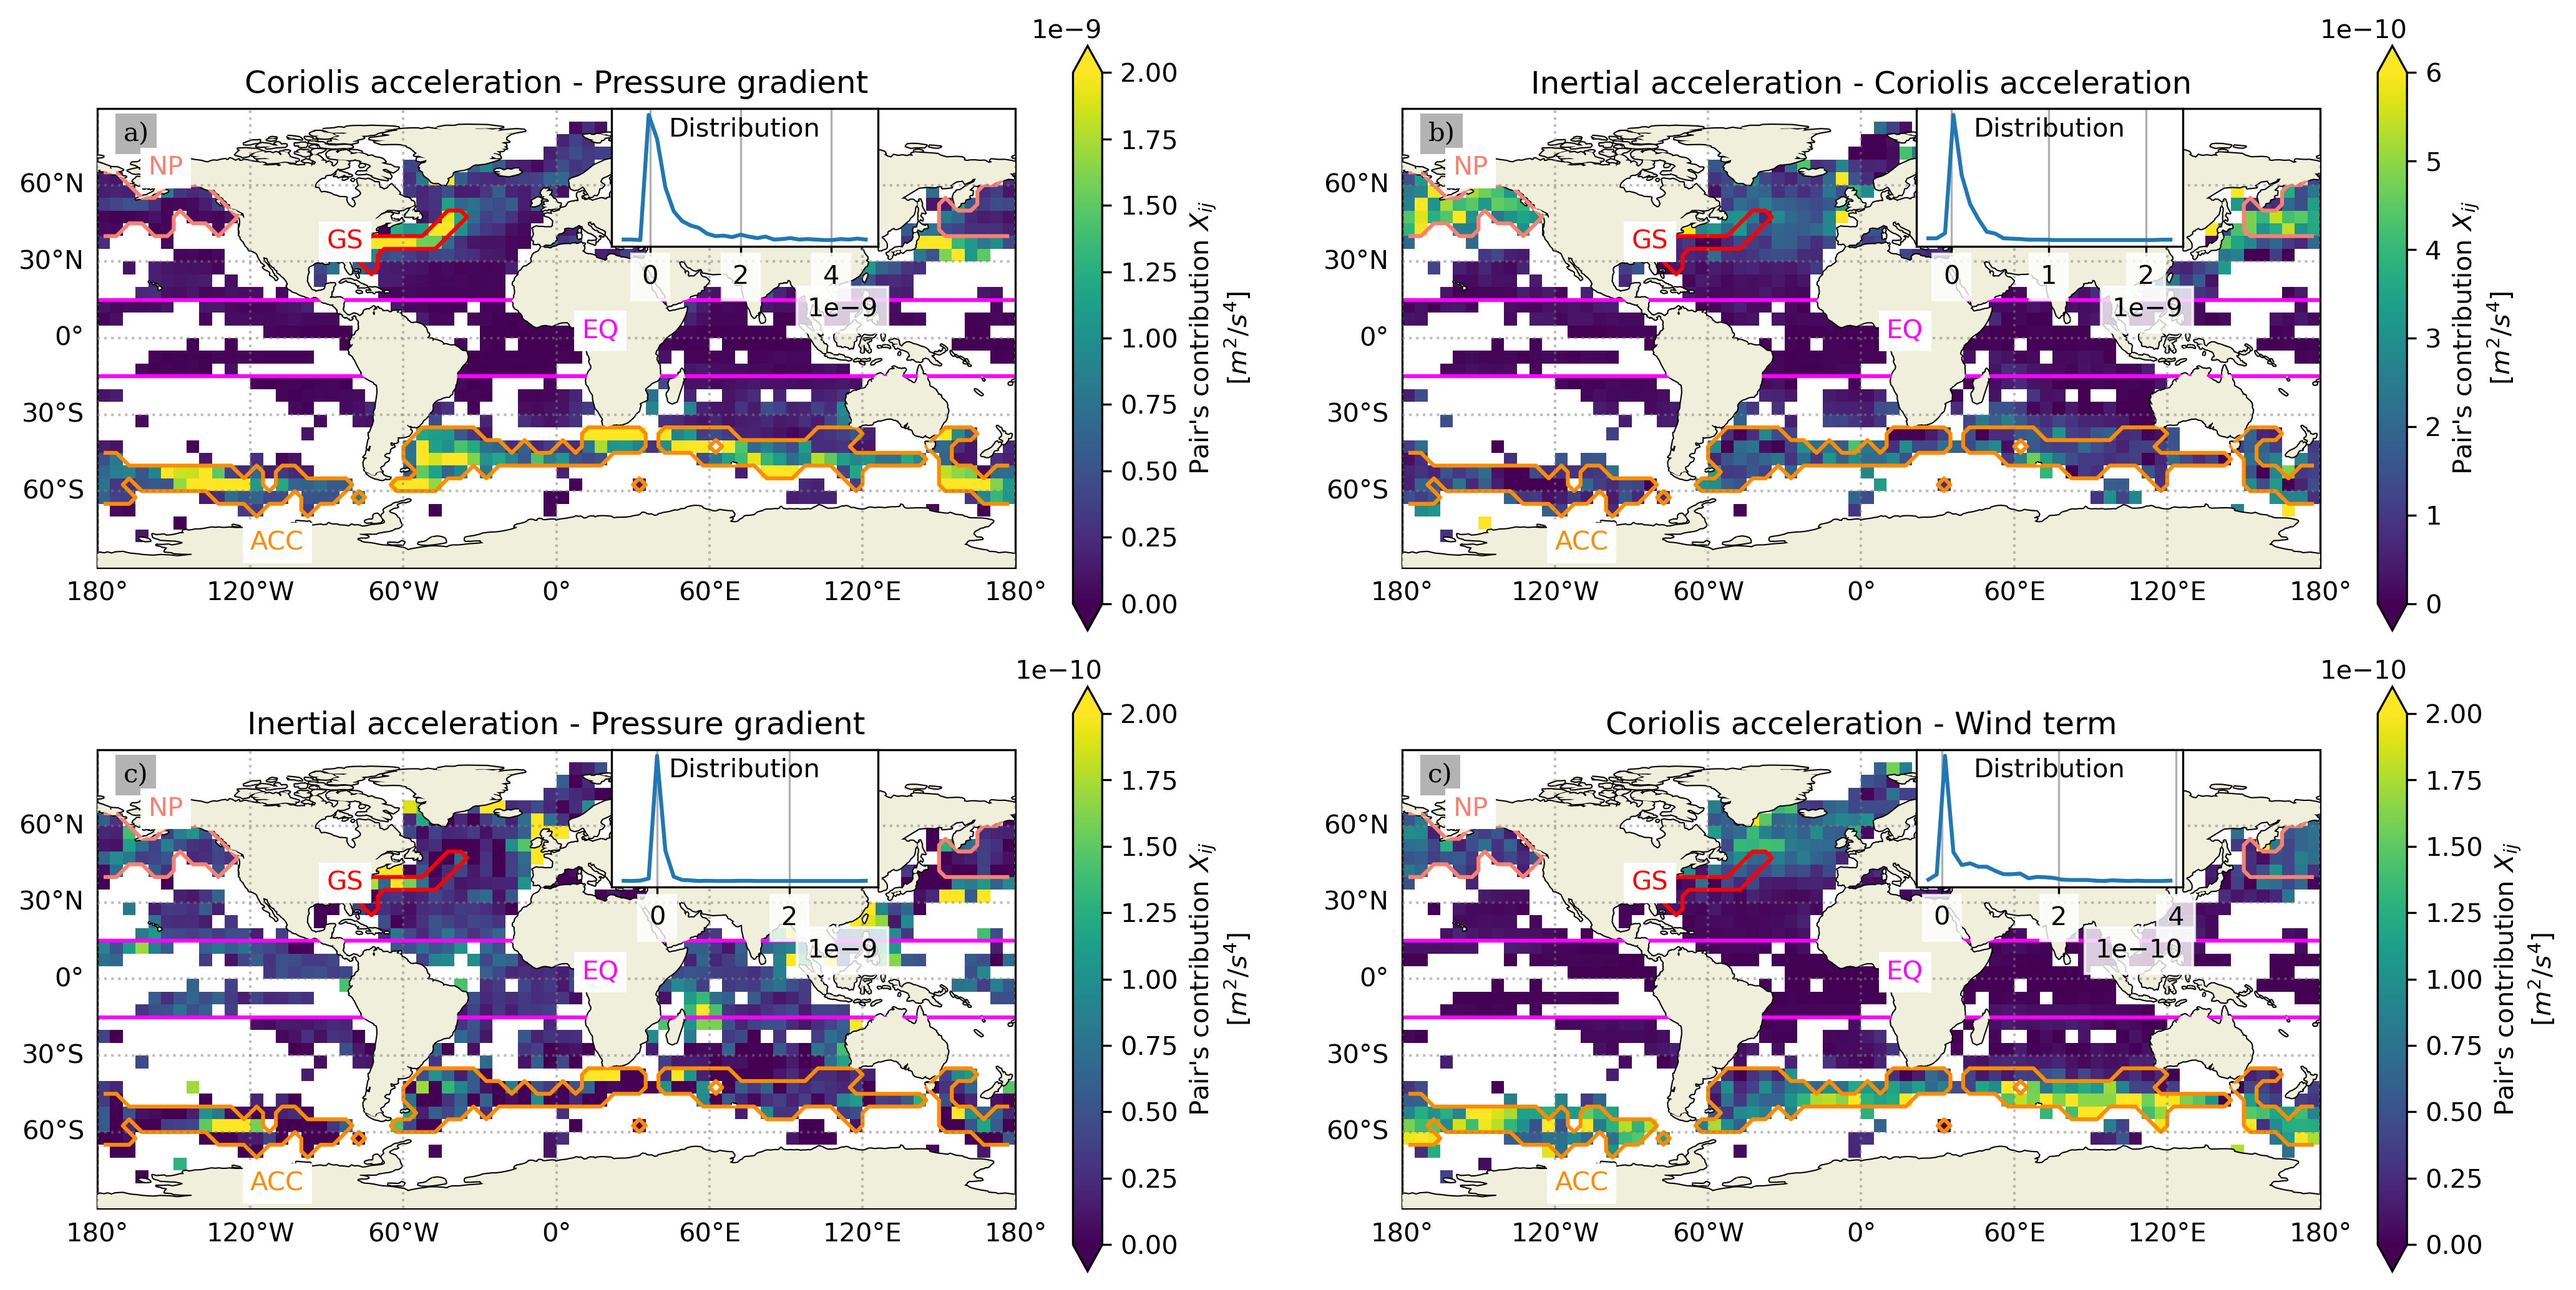 1e−9
Coriolis acceleration - Pressure gradient
a)
NP
GS
EQ
ACC
Distribution
0 2 4
1e−9
60°N
30°N
0°
30°S
60°S
180° 120°W 60°W 0° 60°E 120°E 180°
2.00
1.75
1.50
1.25
1.00
0.75
0.50
0.25
0.00
Pair's contribution X_ij
[m²/s⁴]
1e−10
Inertial acceleration - Coriolis acceleration
b)
NP
GS
EQ
ACC
Distribution
0 1 2
1e−9
60°N
30°N
0°
30°S
60°S
180° 120°W 60°W 0° 60°E 120°E 180°
6
5
4
3
2
1
0
Pair's contribution X_ij
[m²/s⁴]
1e−10
Inertial acceleration - Pressure gradient
c)
NP
GS
EQ
ACC
Distribution
0 2
1e−9
60°N
30°N
0°
30°S
60°S
180° 120°W 60°W 0° 60°E 120°E 180°
2.00
1.75
1.50
1.25
1.00
0.75
0.50
0.25
0.00
Pair's contribution X_ij
[m²/s⁴]
1e−10
Coriolis acceleration - Wind term
c)
NP
GS
EQ
ACC
Distribution
0 2 4
1e−10
60°N
30°N
0°
30°S
60°S
180° 120°W 60°W 0° 60°E 120°E 180°
2.00
1.75
1.50
1.25
1.00
0.75
0.50
0.25
0.00
Pair's contribution X_ij
[m²/s⁴]